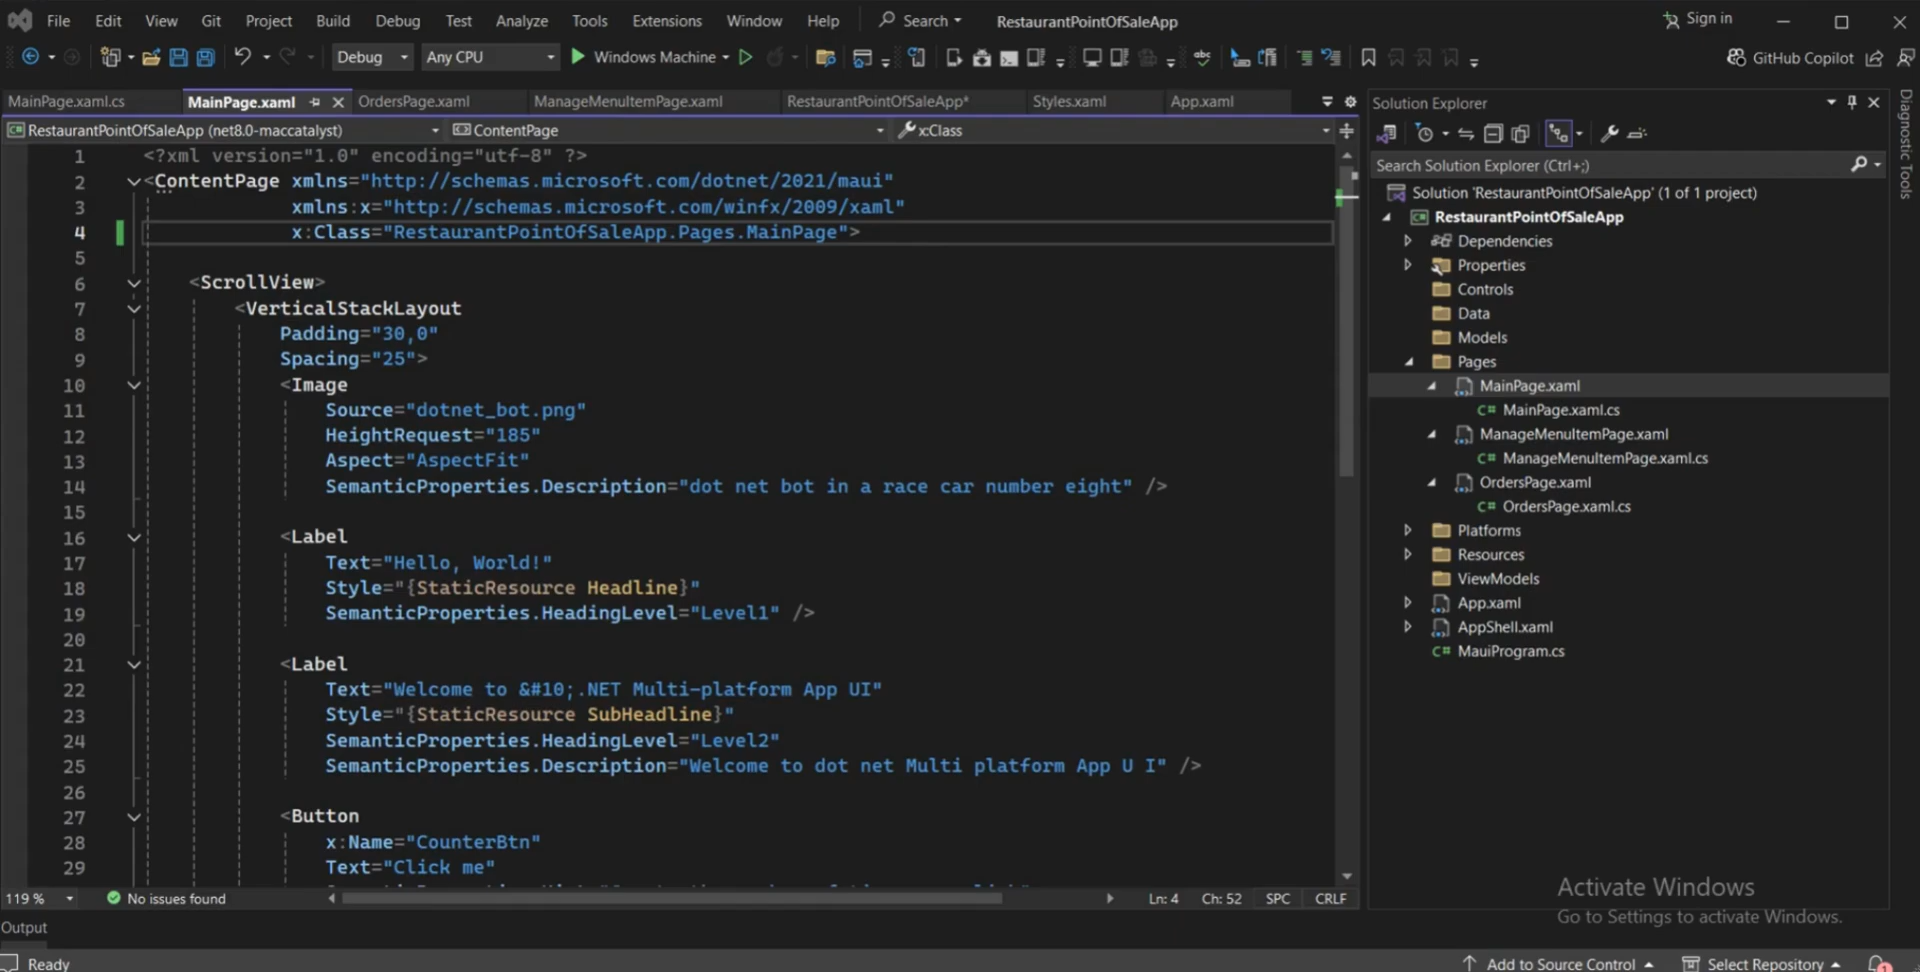 File Edit View Git Project Build Debug Test Analyze Tools Extensions Window Help Search RestaurantPointOfSaleApp Sign in
Debug Any CPU Windows Machine GitHub Copilot
MainPage.xaml.cs MainPage.xaml OrdersPage.xaml ManageMenuItemPage.xaml RestaurantPointOfSaleApp* Styles.xaml App.xaml
RestaurantPointOfSaleApp (net8.0-maccatalyst) ContentPage x:Class
1 <?xml version="1.0" encoding="utf-8" ?>
2 <ContentPage xmlns="http://schemas.microsoft.com/dotnet/2021/maui"
3 xmlns:x="http://schemas.microsoft.com/winfx/2009/xaml"
4 x:Class="RestaurantPointOfSaleApp.Pages.MainPage">
5
6 <ScrollView>
7 <VerticalStackLayout
8 Padding="30,0"
9 Spacing="25">
10 <Image
11 Source="dotnet_bot.png"
12 HeightRequest="185"
13 Aspect="AspectFit"
14 SemanticProperties.Description="dot net bot in a race car number eight" />
15
16 <Label
17 Text="Hello, World!"
18 Style="{StaticResource Headline}"
19 SemanticProperties.HeadingLevel="Level1" />
20
21 <Label
22 Text="Welcome to &#10;.NET Multi-platform App UI"
23 Style="{StaticResource SubHeadline}"
24 SemanticProperties.HeadingLevel="Level2"
25 SemanticProperties.Description="Welcome to dot net Multi platform App U I" />
26
27 <Button
28 x:Name="CounterBtn"
29 Text="Click me"
119 % No issues found Ln: 4 Ch: 52 SPC CRLF
Output
Ready
Solution Explorer
Search Solution Explorer (Ctrl+;)
Solution 'RestaurantPointOfSaleApp' (1 of 1 project)
RestaurantPointOfSaleApp
Dependencies
Properties
Controls
Data
Models
Pages
MainPage.xaml
C# MainPage.xaml.cs
ManageMenuItemPage.xaml
C# ManageMenuItemPage.xaml.cs
OrdersPage.xaml
C# OrdersPage.xaml.cs
Platforms
Resources
ViewModels
App.xaml
AppShell.xaml
C# MauiProgram.cs
Diagnostic Tools
Activate Windows
Go to Settings to activate Windows.
Add to Source Control Select Repository